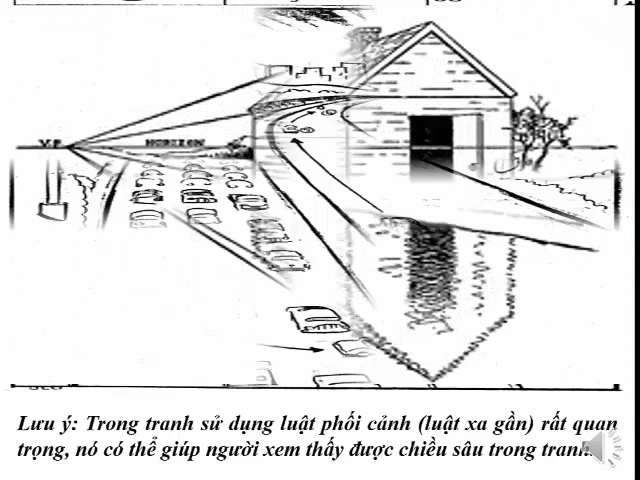 V.P
HORIZON
Lưu ý: Trong tranh sử dụng luật phối cảnh (luật xa gần) rất quan
trọng, nó có thể giúp người xem thấy được chiều sâu trong tranh.